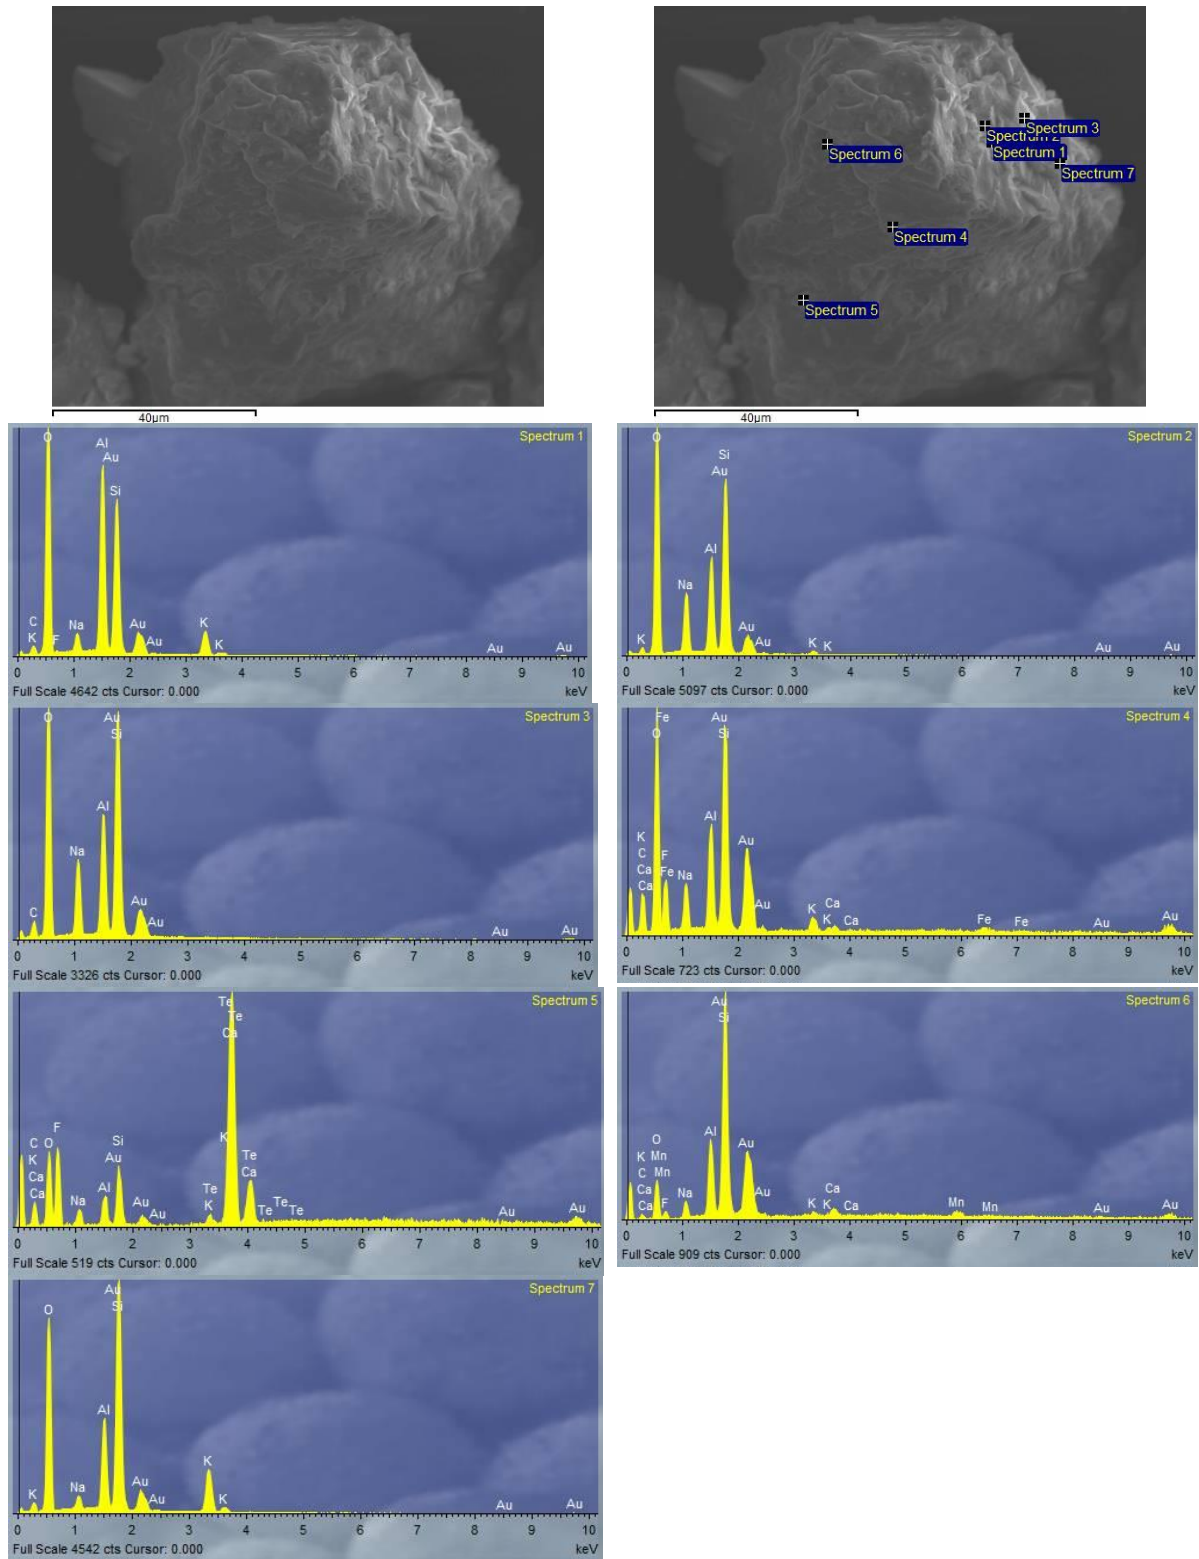 Spectrum 3
Spectrum 2
Spectrum 1
Spectrum 6
Spectrum 7
Spectrum 4
Spectrum 5
40µm
40µm
Spectrum 1
O
Al
Au
Si
C
K
F
Na
Au
Au
K
K
Au
Au
0 1 2 3 4 5 6 7 8 9 10
Full Scale 4642 cts Cursor: 0.000
keV
Spectrum 2
O
Si
Au
Al
Na
K
Au
Au
K
K
Au
Au
0 1 2 3 4 5 6 7 8 9 10
Full Scale 5097 cts Cursor: 0.000
keV
Spectrum 3
O
Au
Si
Al
Na
C
Au
Au
Au
Au
0 1 2 3 4 5 6 7 8 9 10
Full Scale 3326 cts Cursor: 0.000
keV
Spectrum 4
Fe
O
Au
Si
Al
K
C
Ca
Ca
F
Fe
Na
Au
Au
K
K
Ca
Ca
Fe
Fe
Au
Au
0 1 2 3 4 5 6 7 8 9 10
Full Scale 723 cts Cursor: 0.000
keV
Spectrum 5
Te
Te
Ca
F
C
O
K
Ca
Ca
Na
Al
Si
Au
Au
Au
K
Te
K
Te
Ca
Te
Te
Te
Au
Au
0 1 2 3 4 5 6 7 8 9 10
Full Scale 519 cts Cursor: 0.000
keV
Spectrum 6
Au
Si
O
Mn
Mn
K
C
Ca
Ca
F
Na
Al
Au
Au
K
K
Ca
Ca
Mn
Mn
Au
Au
0 1 2 3 4 5 6 7 8 9 10
Full Scale 909 cts Cursor: 0.000
keV
Spectrum 7
Au
Si
O
Al
K
Na
Au
Au
K
K
Au
Au
0 1 2 3 4 5 6 7 8 9 10
Full Scale 4542 cts Cursor: 0.000
keV